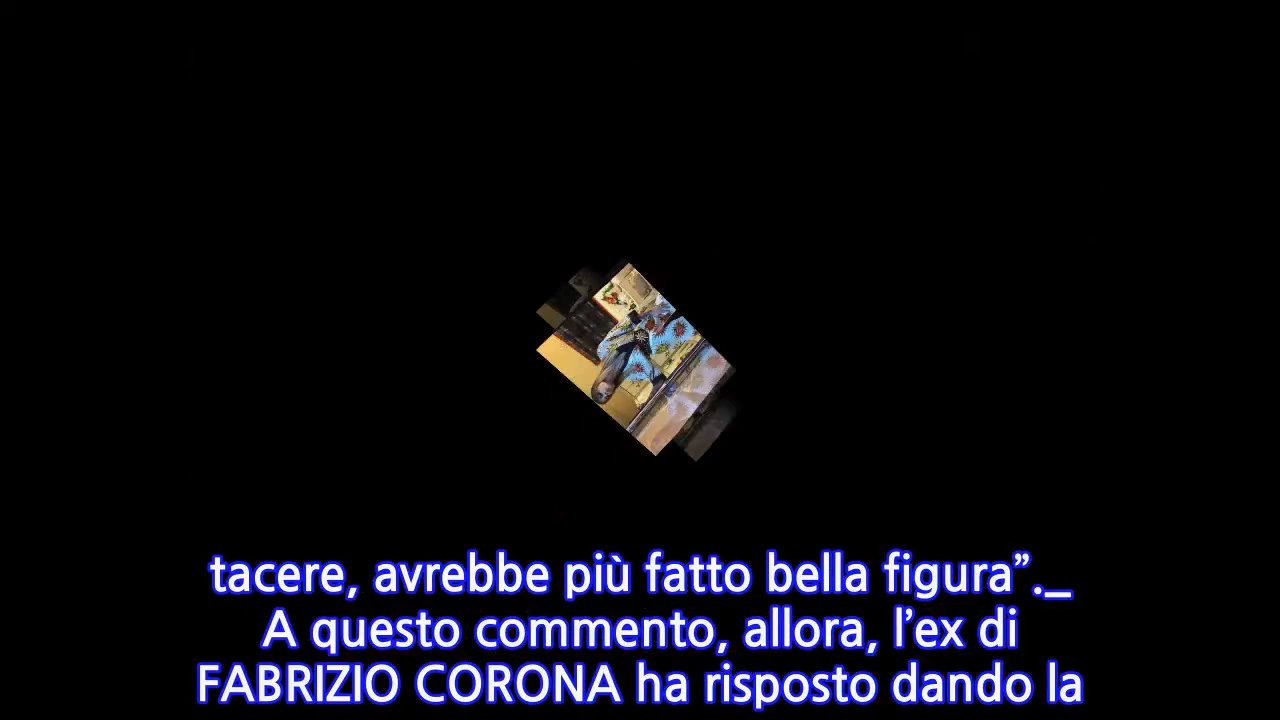 tacere, avrebbe più fatto bella figura”._
A questo commento, allora, l’ex di
FABRIZIO CORONA ha risposto dando la